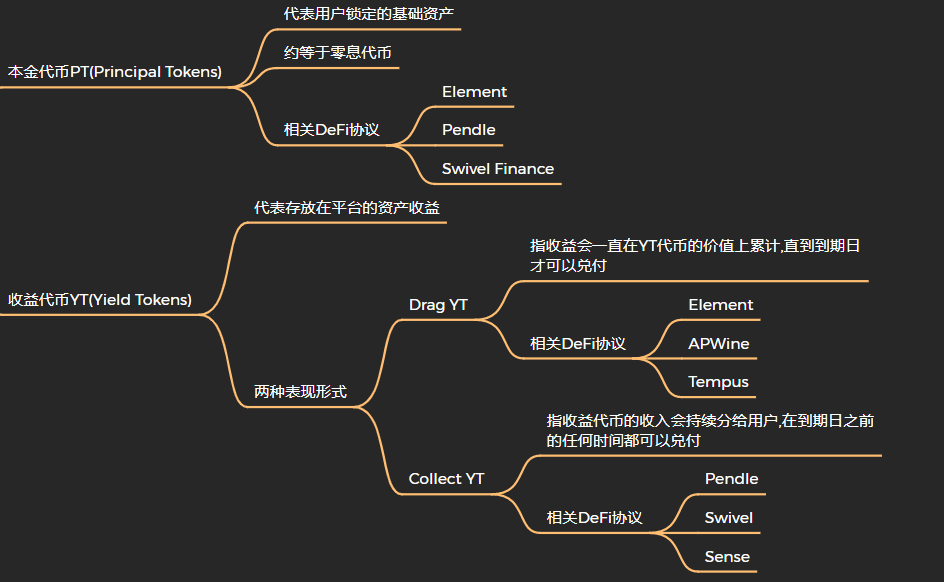 本金代币PT(Principal Tokens)
代表用户锁定的基础资产
约等于零息代币
相关DeFi协议
Element
Pendle
Swivel Finance
收益代币YT(Yield Tokens)
代表存放在平台的资产收益
两种表现形式
Drag YT
指收益会一直在YT代币的价值上累计,直到到期日
才可以兑付
相关DeFi协议
Element
APWine
Tempus
Collect YT
指收益代币的收入会持续分给用户,在到期日之前
的任何时间都可以兑付
相关DeFi协议
Pendle
Swivel
Sense